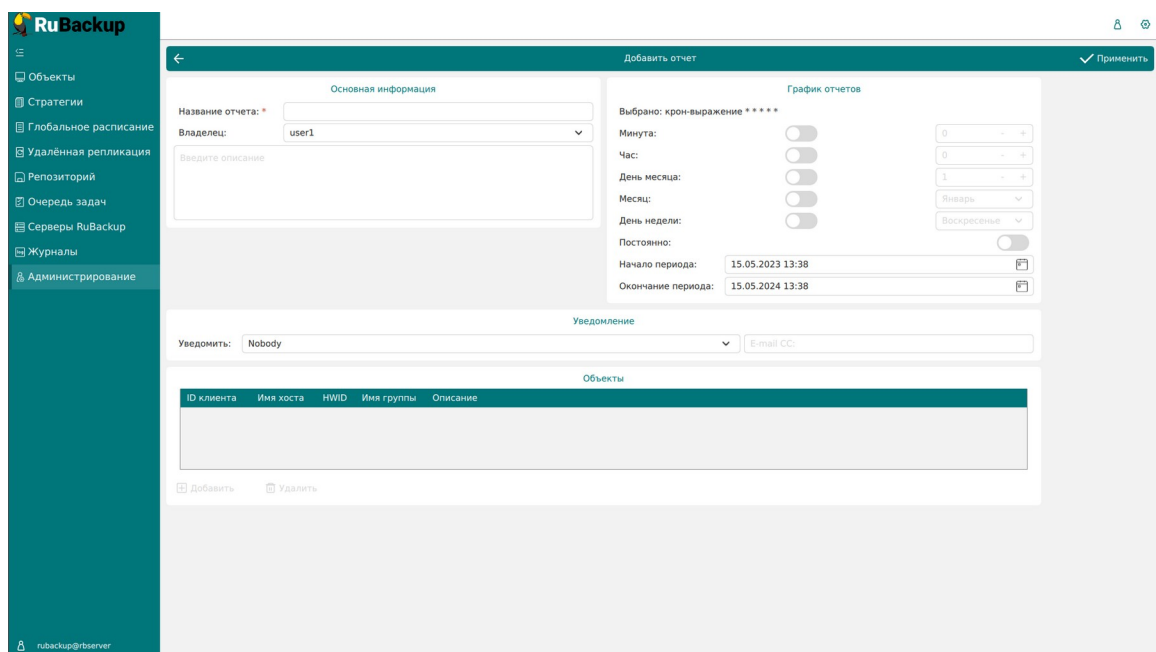 RuBackup
Объекты
Стратегии
Глобальное расписание
Удалённая репликация
Репозиторий
Очередь задач
Серверы RuBackup
Журналы
Администрирование
rubackup@rbserver
Добавить отчет
Применить
Основная информация
Название отчета: *
Владелец: user1
Введите описание
График отчетов
Выбрано: крон-выражение * * * * *
Минута: 0 - +
Час: 0 - +
День месяца: 1 - +
Месяц: Январь
День недели: Воскресенье
Постоянно:
Начало периода: 15.05.2023 13:38
Окончание периода: 15.05.2024 13:38
Уведомление
Уведомить: Nobody E-mail CC:
Объекты
ID клиента Имя хоста HWID Имя группы Описание
Добавить Удалить